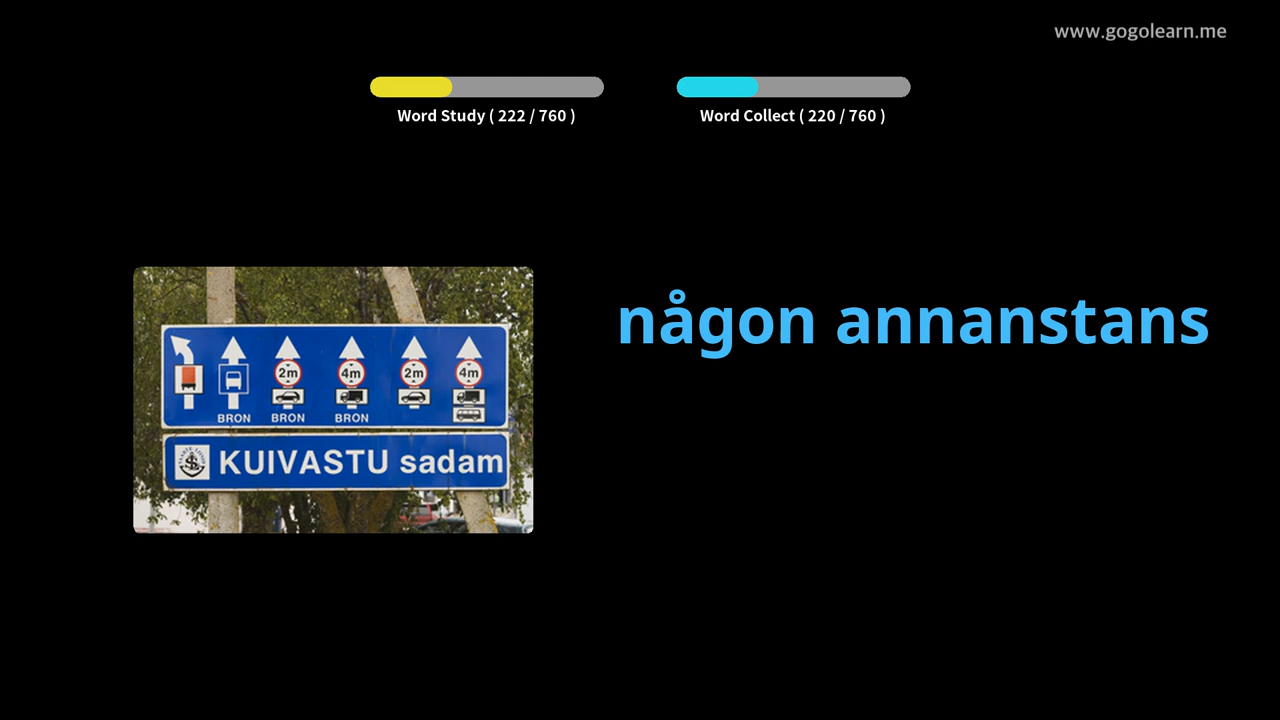 www.gogolearn.me
Word Study ( 222 / 760 )
Word Collect ( 220 / 760 )
någon annanstans
2m 4m 2m 4m
BRON BRON BRON
KUIVASTU sadam